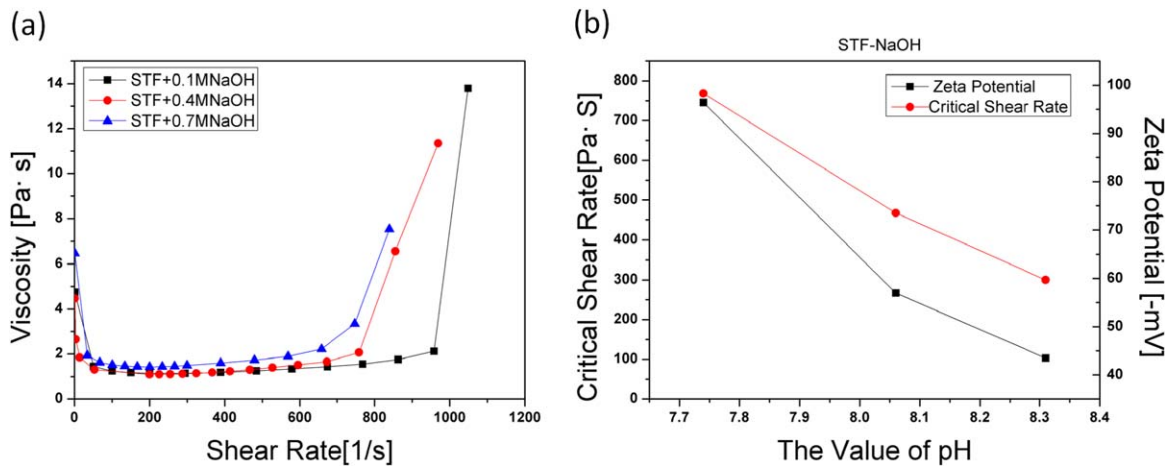 (a)
STF+0.1MNaOH
STF+0.4MNaOH
STF+0.7MNaOH
Viscosity [Pa· s]
14
12
10
8
6
4
2
0
0 200 400 600 800 1000 1200
Shear Rate[1/s]
(b)
STF-NaOH
Zeta Potential
Critical Shear Rate
Critical Shear Rate[Pa· S]
800
700
600
500
400
300
200
100
0
Zeta Potential [-mV]
100
90
80
70
60
50
40
7.7 7.8 7.9 8.0 8.1 8.2 8.3 8.4
The Value of pH